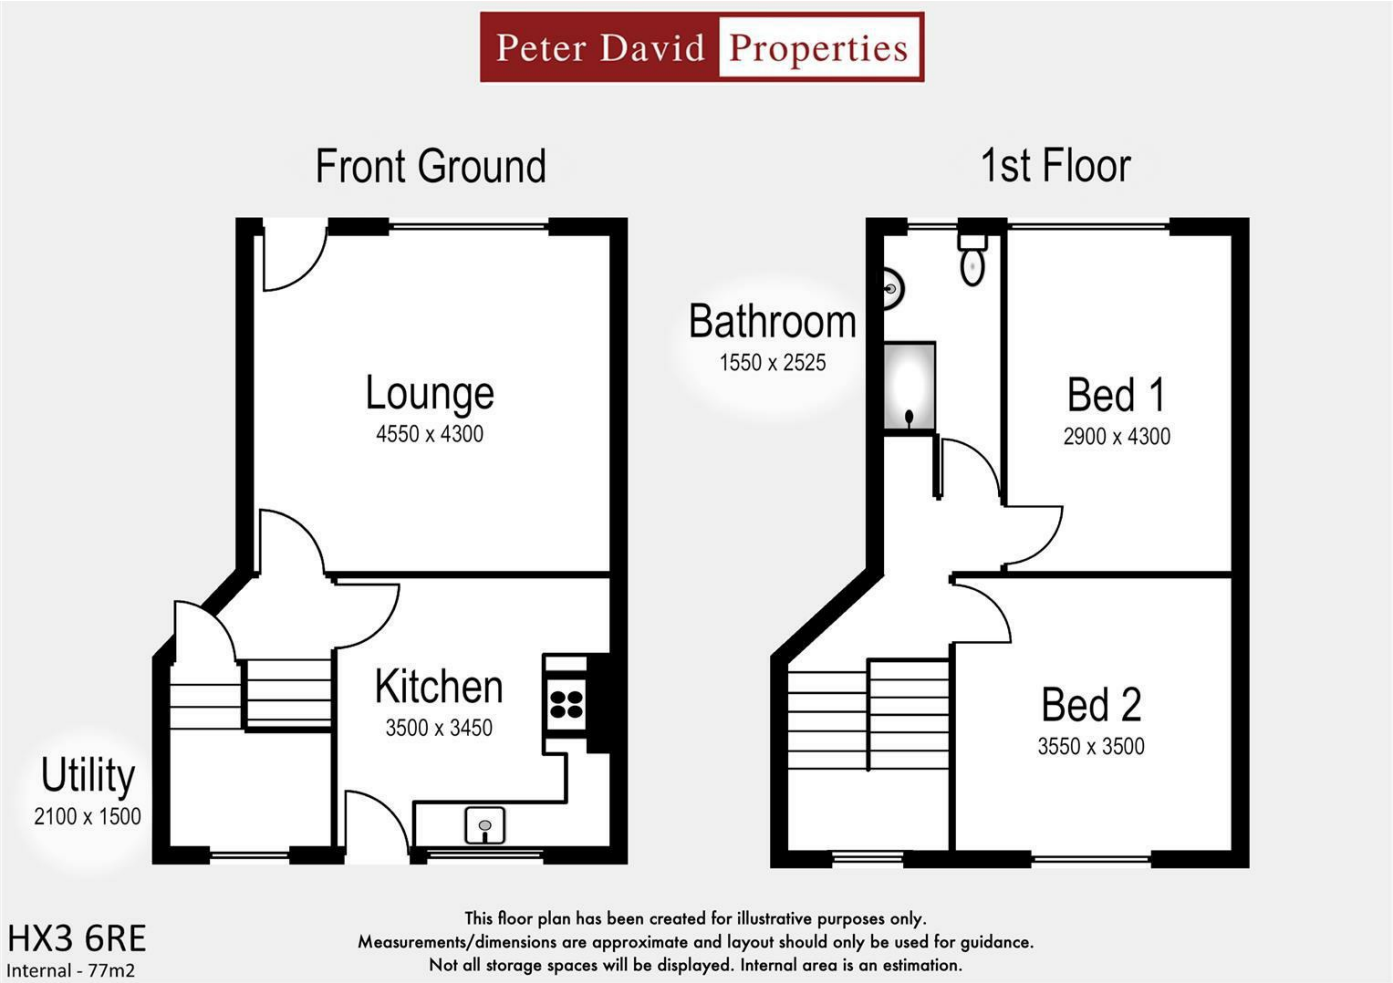 Peter David Properties
Front Ground
1st Floor
Lounge
4550 x 4300
Kitchen
3500 x 3450
Utility
2100 x 1500
Bathroom
1550 x 2525
Bed 1
2900 x 4300
Bed 2
3550 x 3500
HX3 6RE
Internal - 77m2
This floor plan has been created for illustrative purposes only.
Measurements/dimensions are approximate and layout should only be used for guidance.
Not all storage spaces will be displayed. Internal area is an estimation.